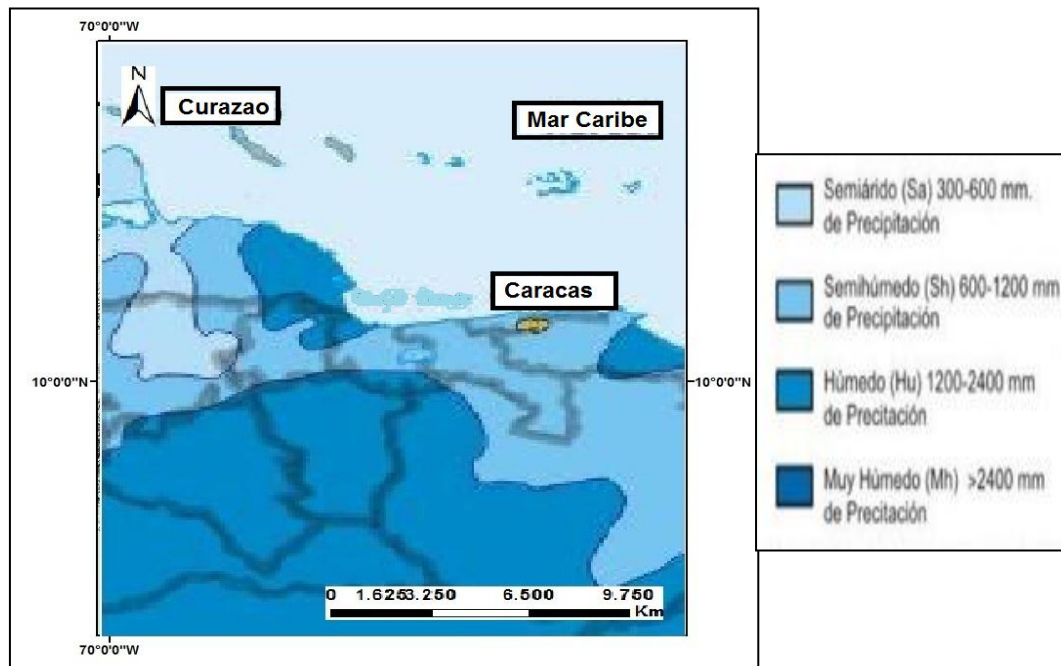 70°0'0"W
N
Curazao
Mar Caribe
Caracas
10°0'0"N
10°0'0"N
0 1.625 3.250 6.500 9.750
Km
70°0'0"W
Semiárido (Sa) 300-600 mm.
de Precipitación
Semihúmedo (Sh) 600-1200 mm
de Precipitación
Húmedo (Hu) 1200-2400 mm
de Precitación
Muy Húmedo (Mh) >2400 mm
de Precitación